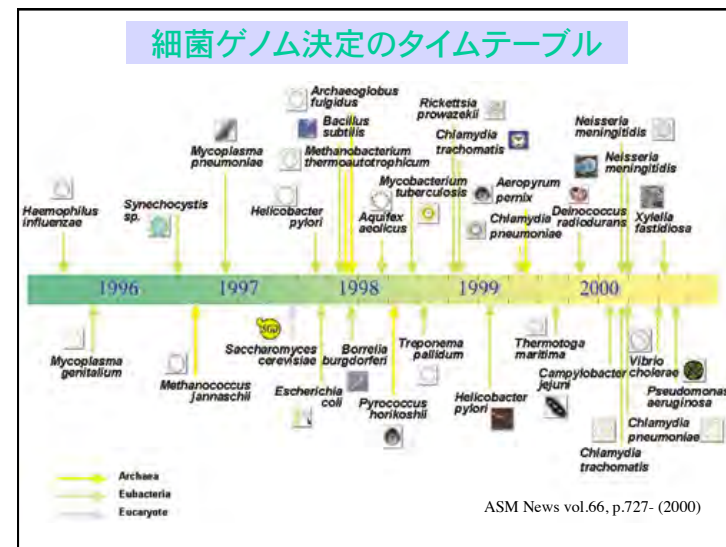 細菌ゲノム決定のタイムテーブル
Archaeoglobus
fulgidus
Bacillus
subtilis
Methanobacterium
thermoautotrophicum
Mycoplasma
pneumoniae
Rickettsia
prowazekii
Chlamydia
trachomatis
Neisseria
meningitidis
Neisseria
meningitidis
Mycobacterium
tuberculosis
Aeropyrum
pernix
Haemophilus
influenzae
Synechocystis
sp.
Helicobacter
pylori
Aquifex
aeolicus
Chlamydia
pneumoniae
Deinococcus
radiodurans
Xylella
fastidiosa
1996
1997
1998
1999
2000
Mycoplasma
genitalium
Methanococcus
jannaschii
SGD
Saccharomyces
cerevisiae
Escherichia
coli
Borrelia
burgdorferi
Pyrococcus
horikoshii
Treponema
pallidum
Helicobacter
pylori
Thermotoga
maritima
Campylobacter
jejuni
Vibrio
cholerae
Pseudomonas
aeruginosa
Chlamydia
pneumoniae
Chlamydia
trachomatis
Archaea
Eubacteria
Eucaryote
ASM News vol.66, p.727- (2000)